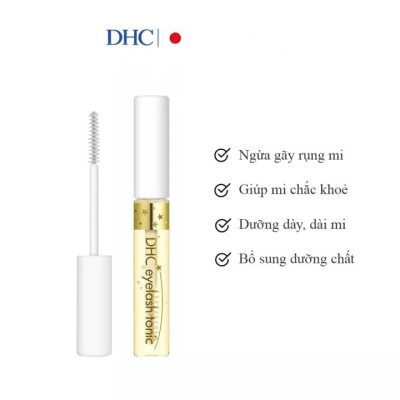 DHC
Ngừa gãy rụng mi
Giúp mi chắc khoẻ
Dưỡng dày, dài mi
Bổ sung dưỡng chất
DHC eyelash tonic